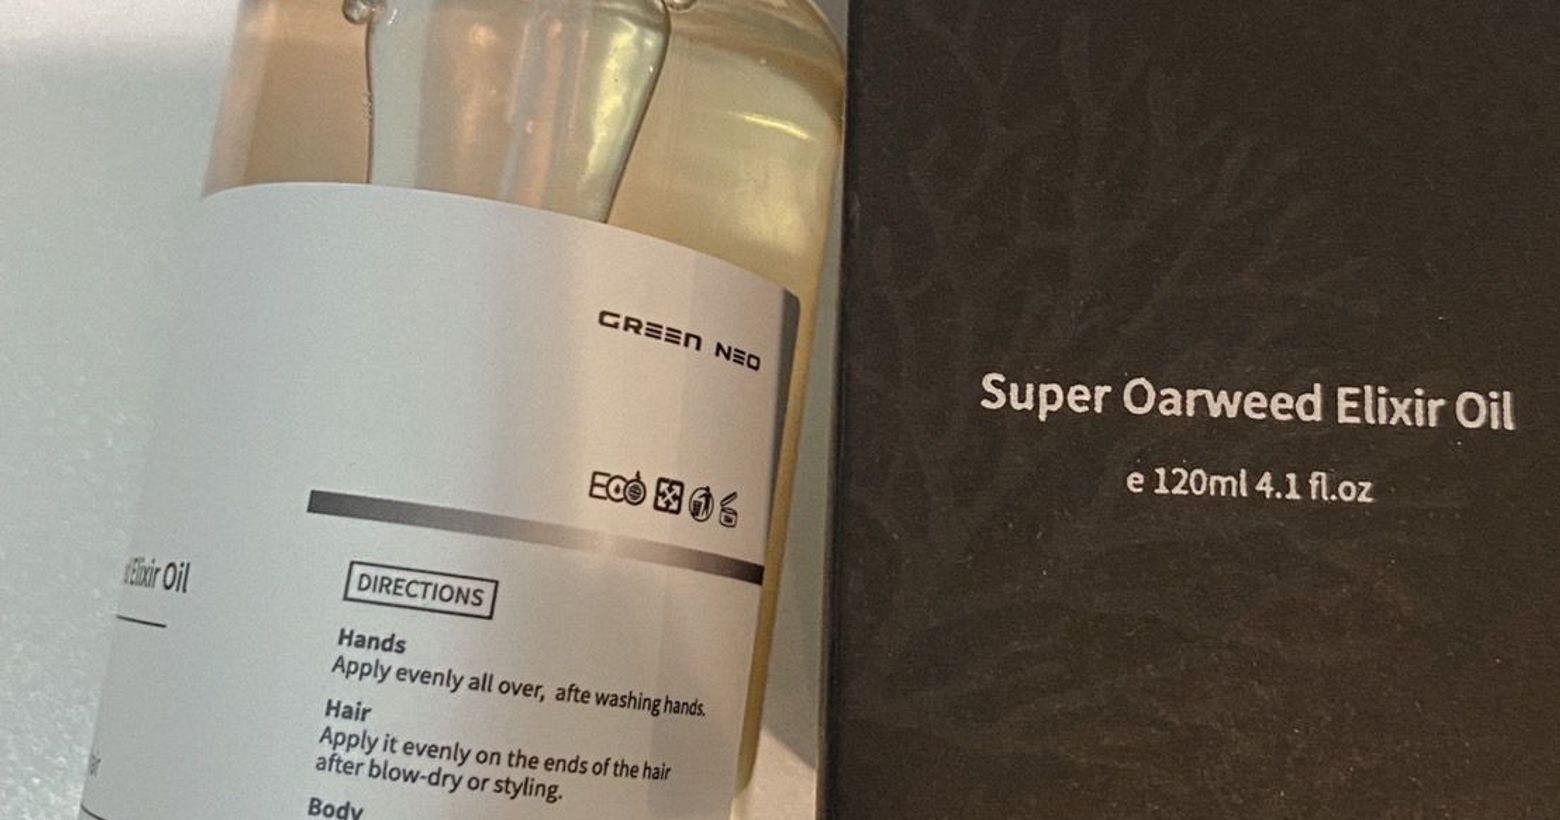 GREEN NEO
ECO
Elixir Oil
DIRECTIONS
Hands
Apply evenly all over, afte washing hands.
Hair
Apply it evenly on the ends of the hair
after blow-dry or styling.
Body
Super Oarweed Elixir Oil
e 120ml 4.1 fl.oz